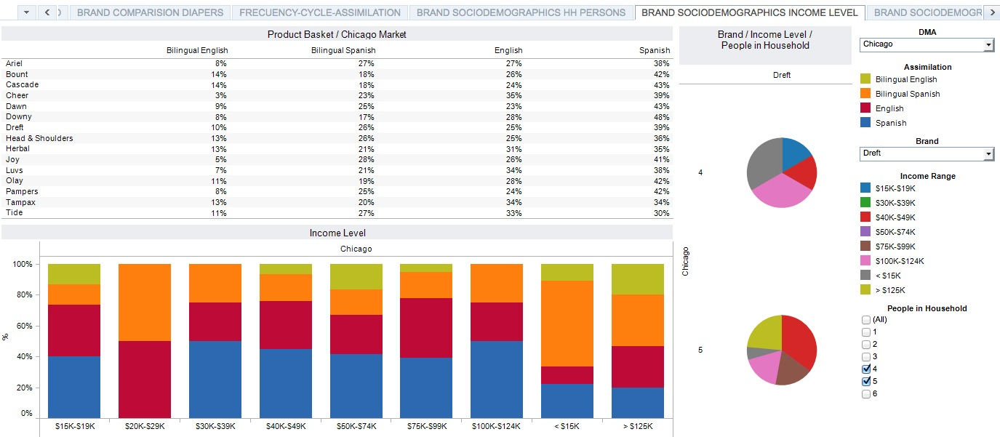 BRAND COMPARISION DIAPERS FRECUENCY-CYCLE-ASSIMILATION BRAND SOCIODEMOGRAPHICS HH PERSONS BRAND SOCIODEMOGRAPHICS INCOME LEVEL BRAND SOCIODEMOGR
Product Basket / Chicago Market
Bilingual English Bilingual Spanish English Spanish
Ariel 8% 27% 27% 38%
Bount 14% 18% 26% 42%
Cascade 14% 18% 24% 43%
Cheer 3% 23% 35% 39%
Dawn 9% 25% 23% 43%
Downy 8% 17% 28% 48%
Dreft 10% 26% 25% 39%
Head & Shoulders 13% 26% 25% 36%
Herbal 13% 21% 31% 35%
Joy 5% 28% 26% 41%
Luvs 7% 21% 34% 38%
Olay 11% 19% 28% 42%
Pampers 8% 25% 24% 42%
Tampax 13% 20% 34% 34%
Tide 11% 27% 33% 30%
Income Level
Chicago
100%
80%
60%
40%
20%
0%
%
$15K-$19K $20K-$29K $30K-$39K $40K-$49K $50K-$74K $75K-$99K $100K-$124K < $15K > $125K
Brand / Income Level /
People in Household
Dreft
4
Chicago
5
DMA
Chicago
Assimilation
Bilingual English
Bilingual Spanish
English
Spanish
Brand
Dreft
Income Range
$15K-$19K
$30K-$39K
$40K-$49K
$50K-$74K
$75K-$99K
$100K-$124K
< $15K
> $125K
People in Household
(All)
1
2
3
4
5
6